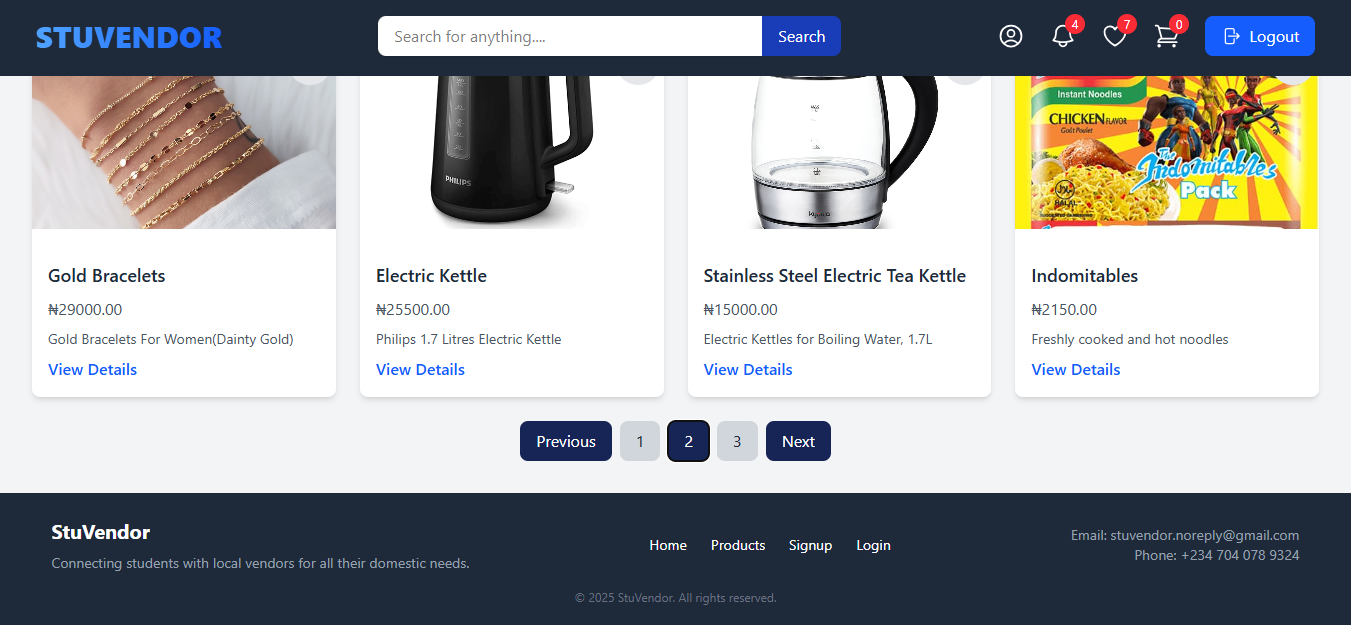 STUVENDOR
Search for anything....
Search
4
7
0
Logout
PHILIPS
Instant Noodles
CHICKEN FLAVOR
Goût Poulet
The Indomitables
Pack
HALAL
Gold Bracelets
₦29000.00
Gold Bracelets For Women(Dainty Gold)
View Details
Electric Kettle
₦25500.00
Philips 1.7 Litres Electric Kettle
View Details
Stainless Steel Electric Tea Kettle
₦15000.00
Electric Kettles for Boiling Water, 1.7L
View Details
Indomitables
₦2150.00
Freshly cooked and hot noodles
View Details
Previous
1
2
3
Next
StuVendor
Connecting students with local vendors for all their domestic needs.
Home
Products
Signup
Login
Email: stuvendor.noreply@gmail.com
Phone: +234 704 078 9324
© 2025 StuVendor. All rights reserved.